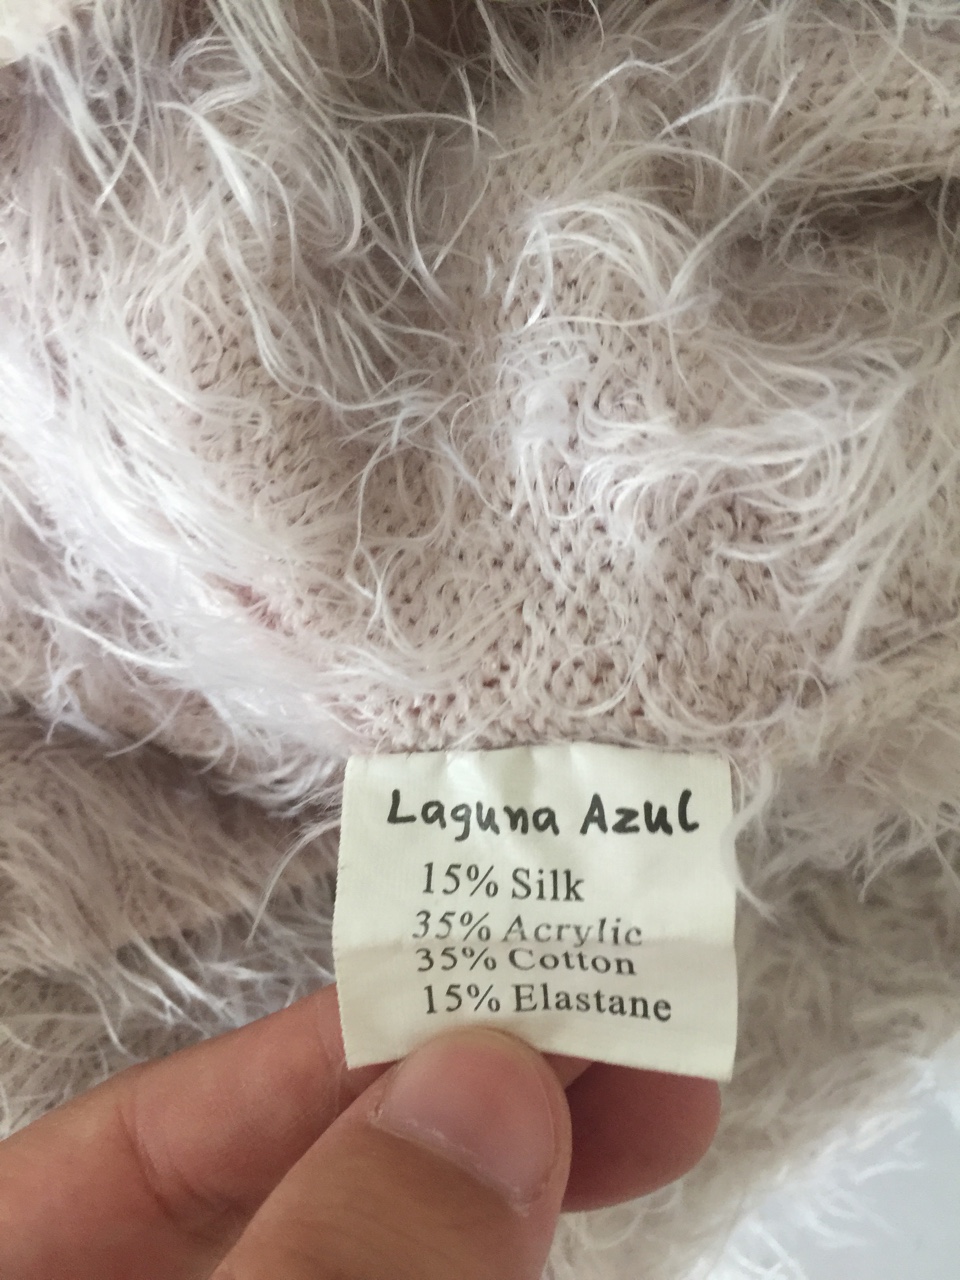 Laguna Azul
15% Silk
35% Acrylic
35% Cotton
15% Elastane